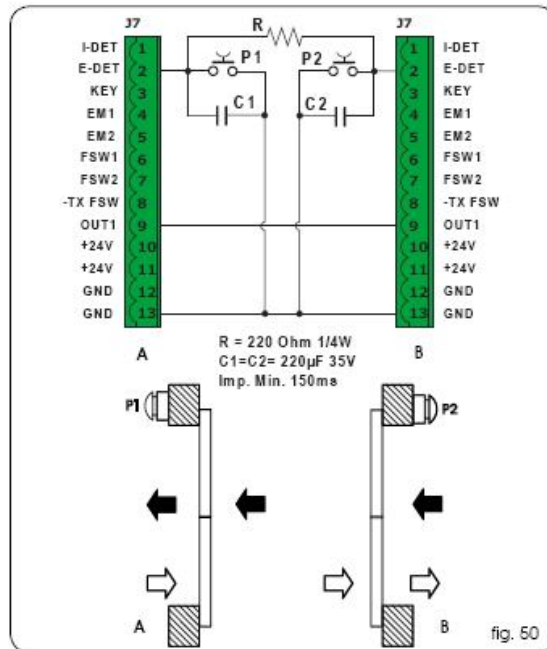 J7
R
J7
I-DET 1
E-DET 2
KEY 3
EM1 4
EM2 5
FSW1 6
FSW2 7
-TX FSW 8
OUT1 9
+24V 10
+24V 11
GND 12
GND 13
P1
P2
C1
C2
1 I-DET
2 E-DET
3 KEY
4 EM1
5 EM2
6 FSW1
7 FSW2
8 -TX FSW
9 OUT1
10 +24V
11 +24V
12 GND
13 GND
A
B
R = 220 Ohm 1/4W
C1=C2= 220µF 35V
Imp. Min. 150ms
P1
P2
A
B
fig. 50